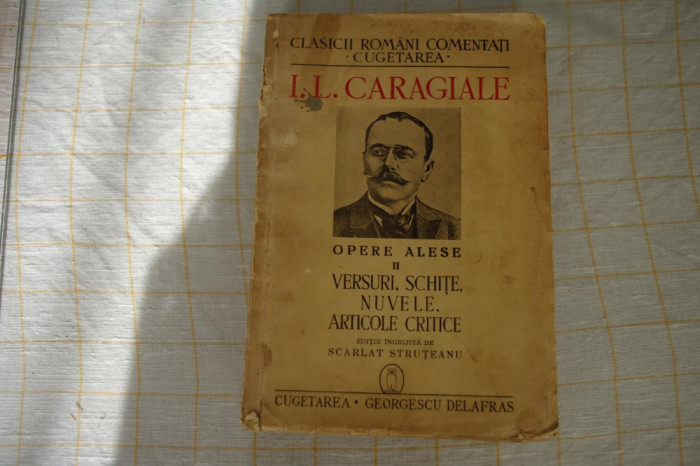 CLASICII ROMÂNI COMENTAȚI
·CUGETAREA·
I. L. CARAGIALE
OPERE ALESE
II
VERSURI, SCHIȚE,
NUVELE,
ARTICOLE CRITICE
EDIȚIE ÎNGRIJITĂ DE
SCARLAT STRUȚEANU
CUGETAREA • GEORGESCU DELAFRAS